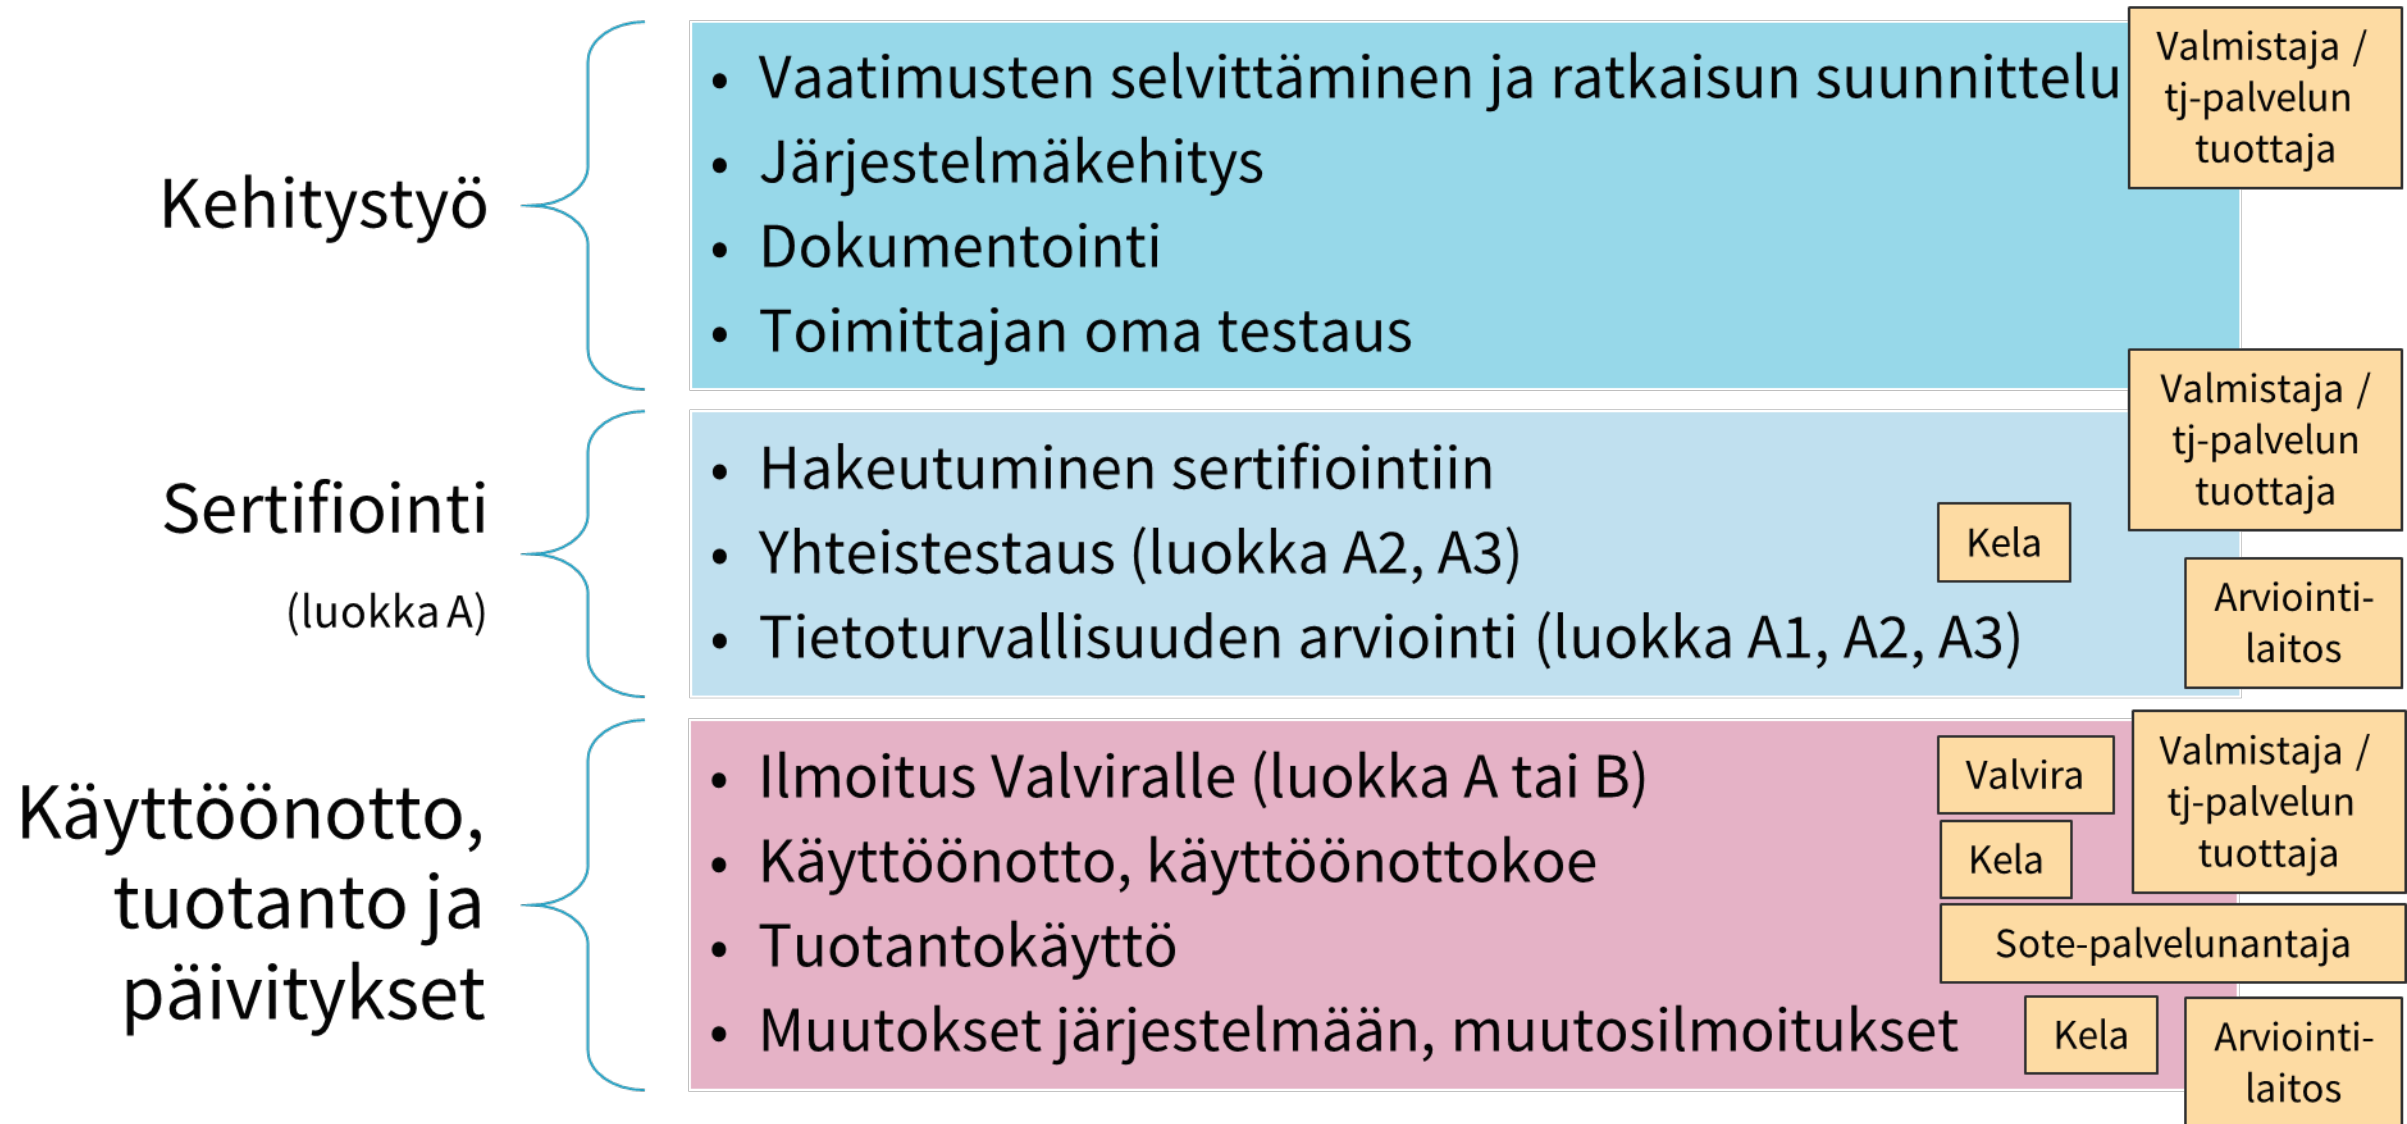 Kehitystyö
• Vaatimusten selvittäminen ja ratkaisun suunnittelu
• Järjestelmäkehitys
• Dokumentointi
• Toimittajan oma testaus
Valmistaja /
tj-palvelun
tuottaja
Sertifiointi
(luokka A)
• Hakeutuminen sertifiointiin
• Yhteistestaus (luokka A2, A3)
• Tietoturvallisuuden arviointi (luokka A1, A2, A3)
Valmistaja /
tj-palvelun
tuottaja
Kela
Arviointi-
laitos
Käyttöönotto,
tuotanto ja
päivitykset
• Ilmoitus Valviralle (luokka A tai B)
• Käyttöönotto, käyttöönottokoe
• Tuotantokäyttö
• Muutokset järjestelmään, muutosilmoitukset
Valvira
Valmistaja /
tj-palvelun
tuottaja
Kela
Sote-palvelunantaja
Kela
Arviointi-
laitos